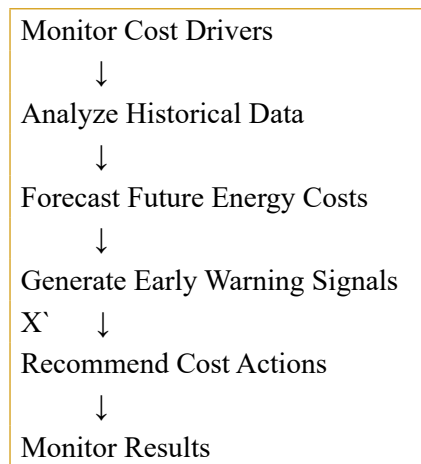 Monitor Cost Drivers
↓
Analyze Historical Data
↓
Forecast Future Energy Costs
↓
Generate Early Warning Signals
X` ↓
Recommend Cost Actions
↓
Monitor Results